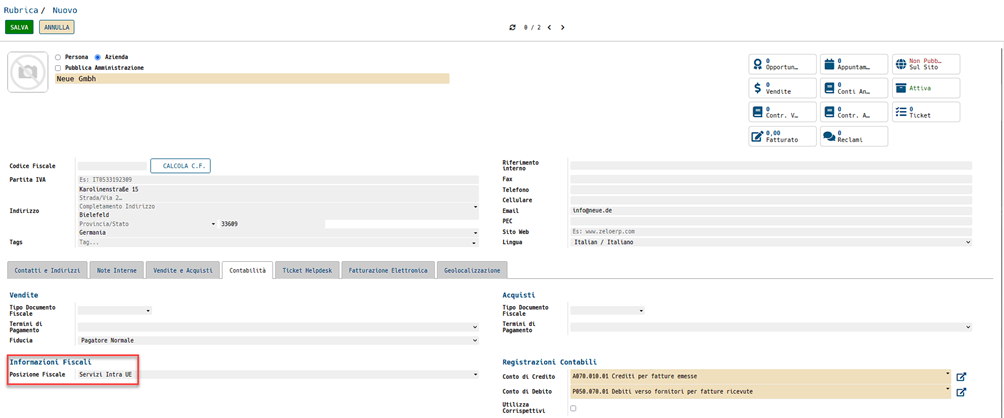 Rubrica / Nuovo
SALVA ANNULLA
0 / 2
Persona Azienda
Pubblica Amministrazione
Neue Gmbh
0 Opportun…
0 Appuntam…
Non Pubb… Sul Sito
0 Vendite
0 Conti An…
Attiva
0 Contr. V…
0 Contr. A…
0 Ticket
0,00 Fatturato
0 Reclami
Codice Fiscale CALCOLA C.F.
Partita IVA Es: IT0533192309
Indirizzo
Karolinenstraße 15
Strada/Via 2…
Completamento Indirizzo
Bielefeld
Provincia/Stato 33609
Germania
Tags Tag...
Riferimento interno
Fax
Telefono
Cellulare
Email info@neue.de
PEC
Sito Web Es: www.zeloerp.com
Lingua Italian / Italiano
Contatti e Indirizzi Note Interne Vendite e Acquisti Contabilità Ticket Helpdesk Fatturazione Elettronica Geolocalizzazione
Vendite
Tipo Documento Fiscale
Termini di Pagamento
Fiducia Pagatore Normale
Acquisti
Tipo Documento Fiscale
Termini di Pagamento
Informazioni Fiscali
Posizione Fiscale Servizi Intra UE
Registrazioni Contabili
Conto di Credito A070.010.01 Crediti per fatture emesse
Conto di Debito P050.070.01 Debiti verso fornitori per fatture ricevute
Utilizza Corrispettivi